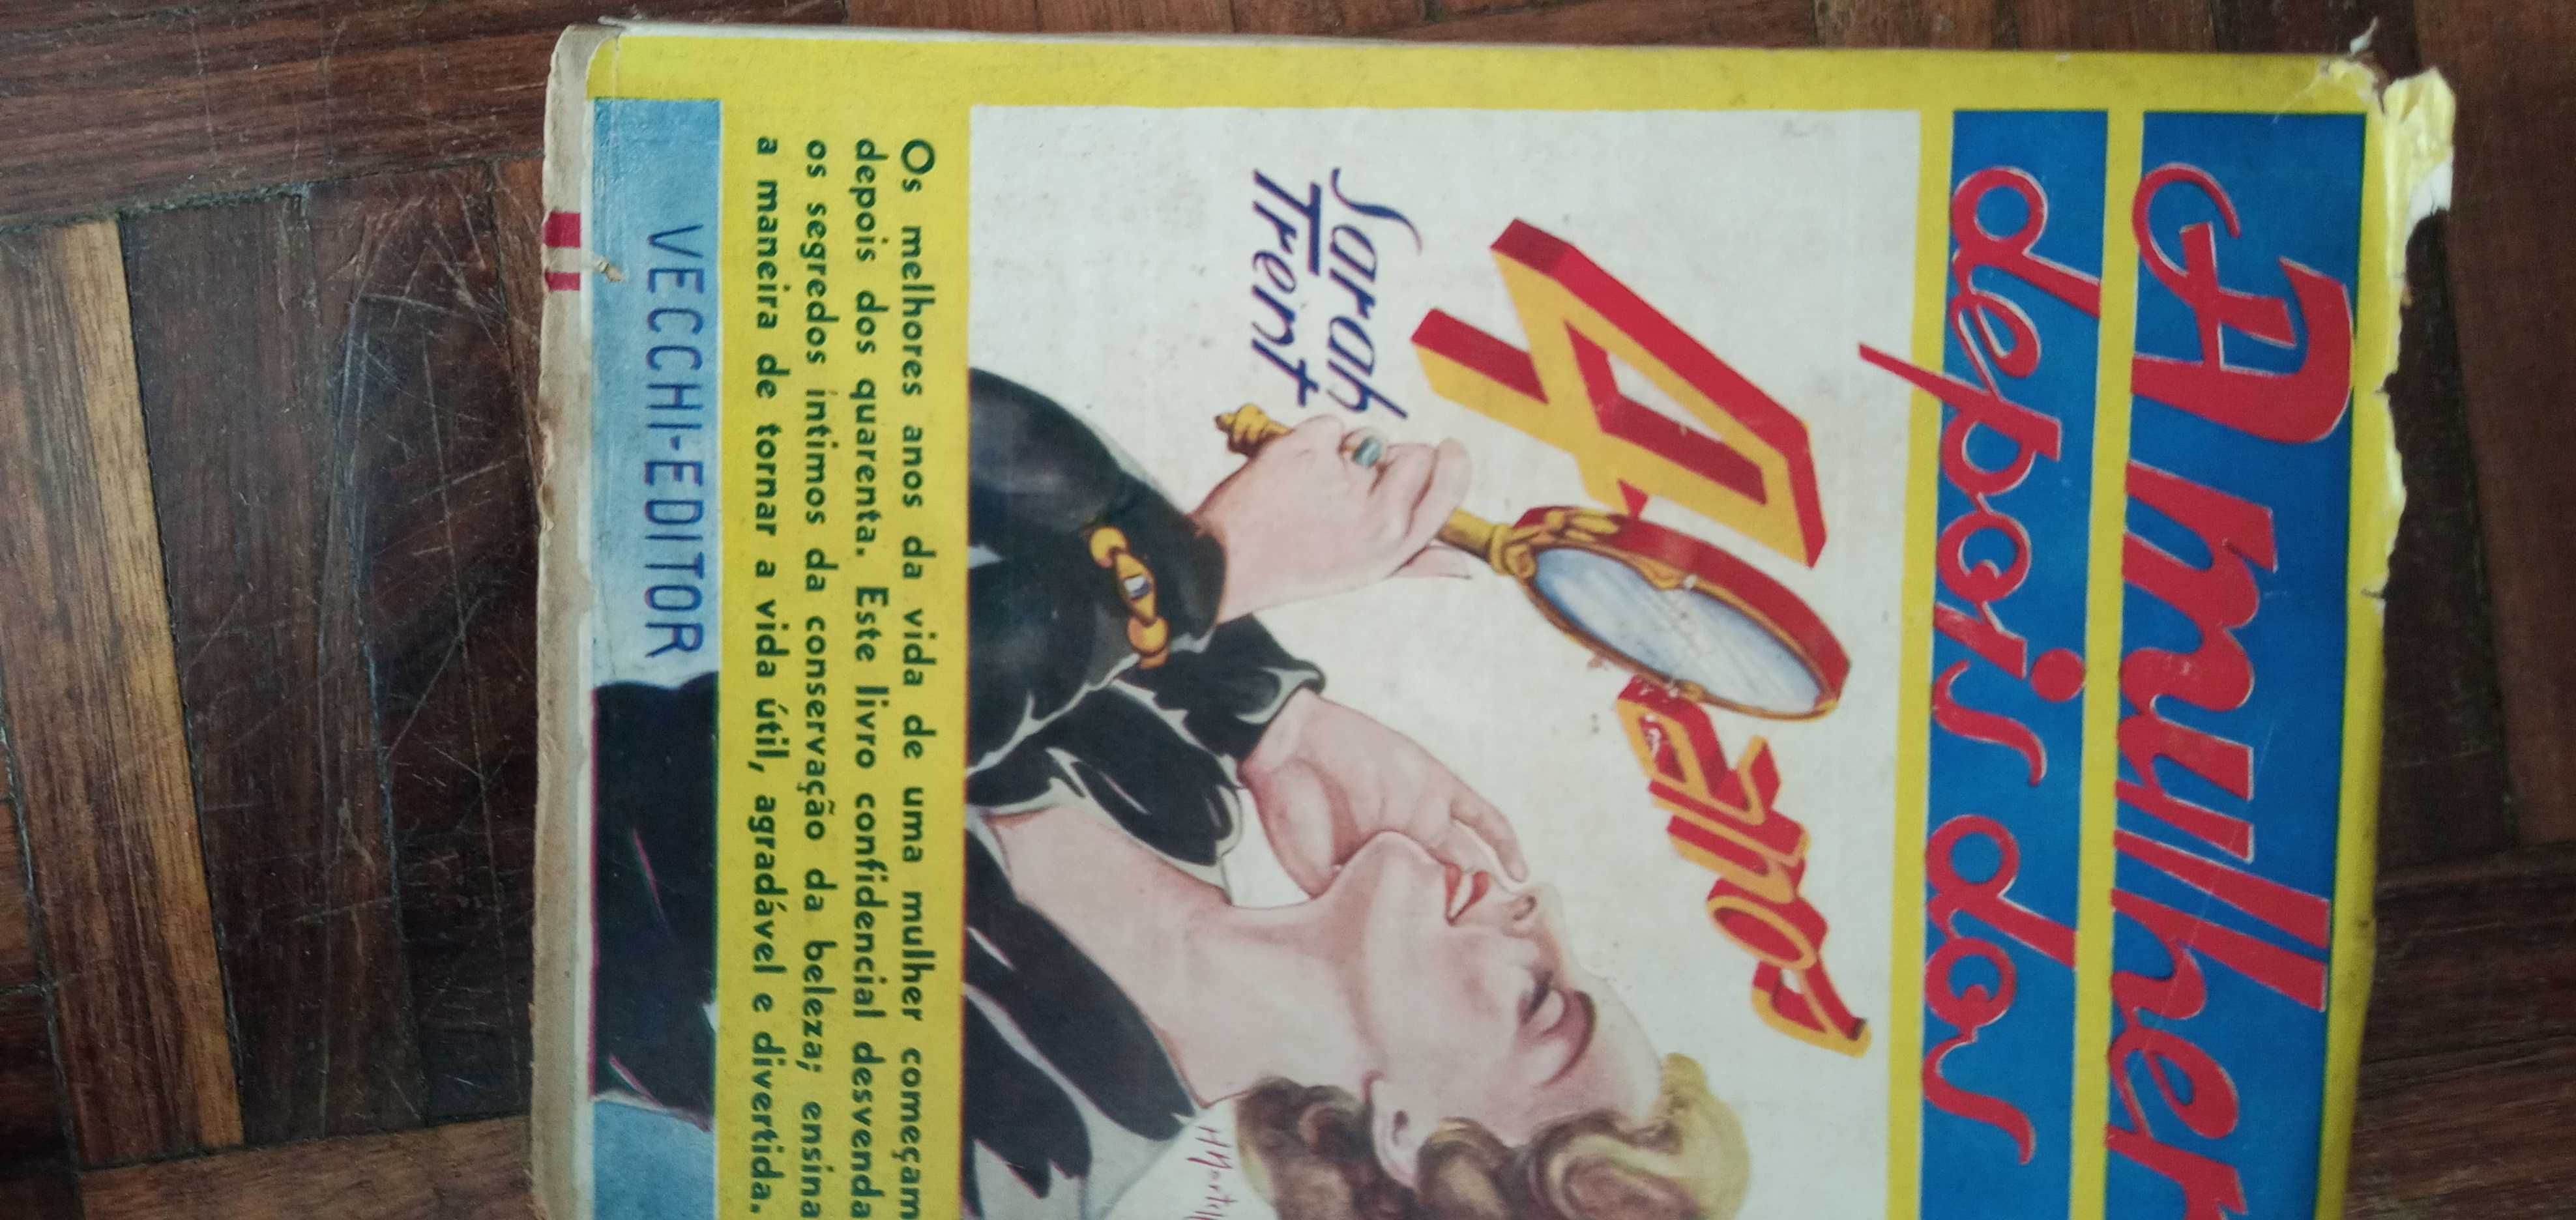 A Mulher
depois dos
40 anos
Sarah
Trent
Os melhores anos da vida de uma mulher começam
depois dos quarenta. Este livro confidencial desvenda
os segredos íntimos da conservação da beleza; ensina
a maneira de tornar a vida útil, agradável e divertida.
VECCHI-EDITOR